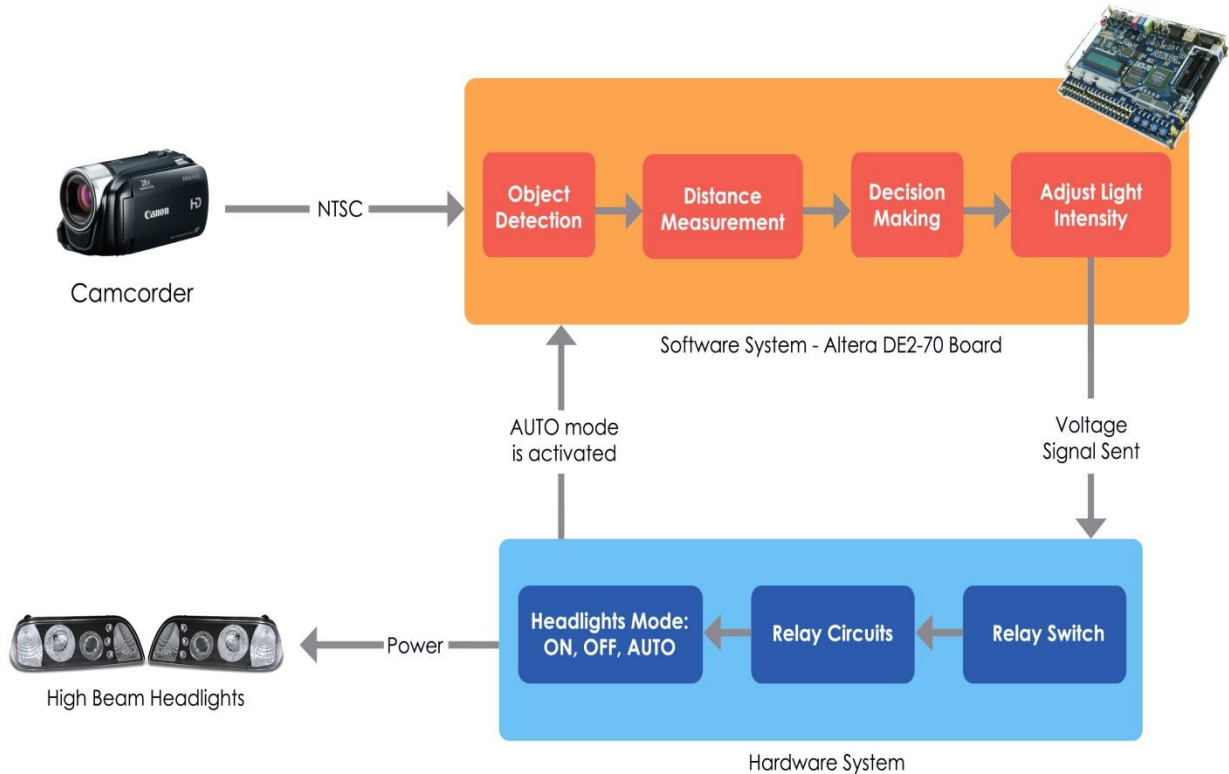 Object
Detection
Distance
Measurement
Decision
Making
Adjust Light
Intensity
NTSC
Canon
HD
Camcorder
Software System - Altera DE2-70 Board
AUTO mode
is activated
Voltage
Signal Sent
Headlights Mode:
ON, OFF, AUTO
Relay Circuits
Relay Switch
Power
High Beam Headlights
Hardware System